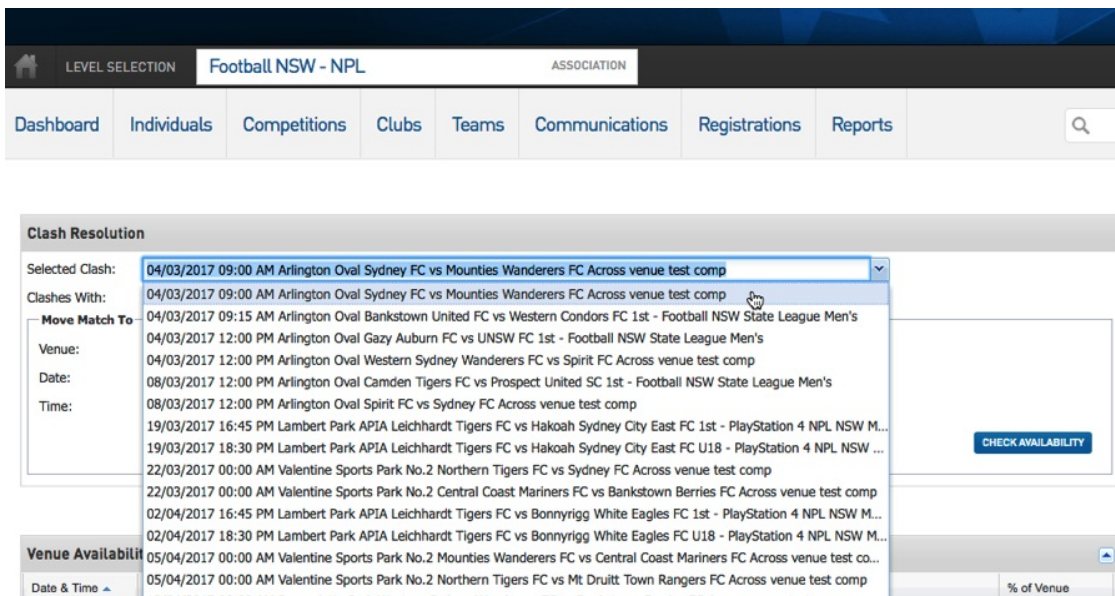 LEVEL SELECTION Football NSW - NPL ASSOCIATION
Dashboard Individuals Competitions Clubs Teams Communications Registrations Reports
Clash Resolution
Selected Clash: 04/03/2017 09:00 AM Arlington Oval Sydney FC vs Mounties Wanderers FC Across venue test comp
Clashes With: 04/03/2017 09:00 AM Arlington Oval Sydney FC vs Mounties Wanderers FC Across venue test comp
Move Match To 04/03/2017 09:15 AM Arlington Oval Bankstown United FC vs Western Condors FC 1st - Football NSW State League Men's
04/03/2017 12:00 PM Arlington Oval Gazy Auburn FC vs UNSW FC 1st - Football NSW State League Men's
Venue: 04/03/2017 12:00 PM Arlington Oval Western Sydney Wanderers FC vs Spirit FC Across venue test comp
Date: 08/03/2017 12:00 PM Arlington Oval Camden Tigers FC vs Prospect United SC 1st - Football NSW State League Men's
Time: 08/03/2017 12:00 PM Arlington Oval Spirit FC vs Sydney FC Across venue test comp
19/03/2017 16:45 PM Lambert Park APIA Leichhardt Tigers FC vs Hakoah Sydney City East FC 1st - PlayStation 4 NPL NSW M...
19/03/2017 18:30 PM Lambert Park APIA Leichhardt Tigers FC vs Hakoah Sydney City East FC U18 - PlayStation 4 NPL NSW ...
CHECK AVAILABILITY
22/03/2017 00:00 AM Valentine Sports Park No.2 Northern Tigers FC vs Sydney FC Across venue test comp
22/03/2017 00:00 AM Valentine Sports Park No.2 Central Coast Mariners FC vs Bankstown Berries FC Across venue test comp
02/04/2017 16:45 PM Lambert Park APIA Leichhardt Tigers FC vs Bonnyrigg White Eagles FC 1st - PlayStation 4 NPL NSW M...
02/04/2017 18:30 PM Lambert Park APIA Leichhardt Tigers FC vs Bonnyrigg White Eagles FC U18 - PlayStation 4 NPL NSW M...
Venue Availabilit 05/04/2017 00:00 AM Valentine Sports Park No.2 Mounties Wanderers FC vs Central Coast Mariners FC Across venue test co...
Date & Time 05/04/2017 00:00 AM Valentine Sports Park No.2 Northern Tigers FC vs Mt Druitt Town Rangers FC Across venue test comp % of Venue